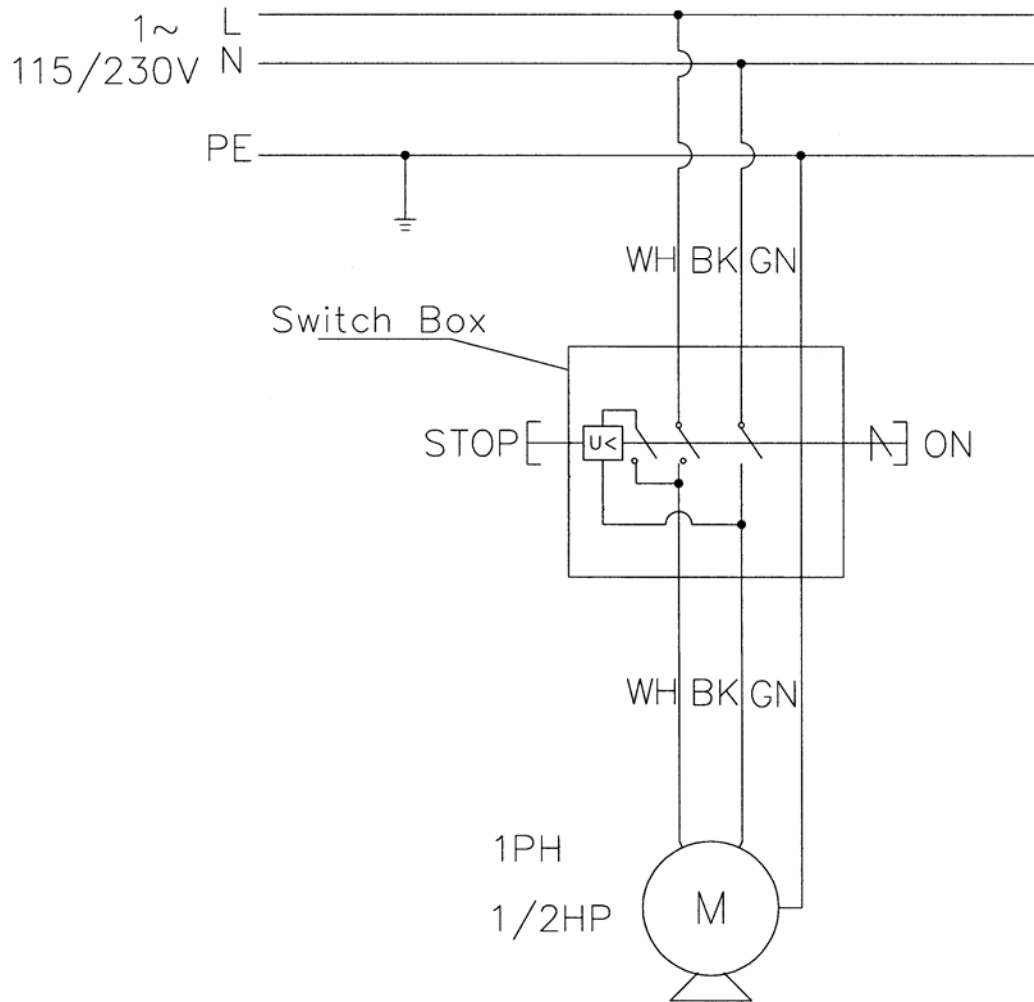 1~ L
115/230V N
PE
WH BK GN
Switch Box
STOP U< ON
WH BK GN
1PH
1/2HP
M